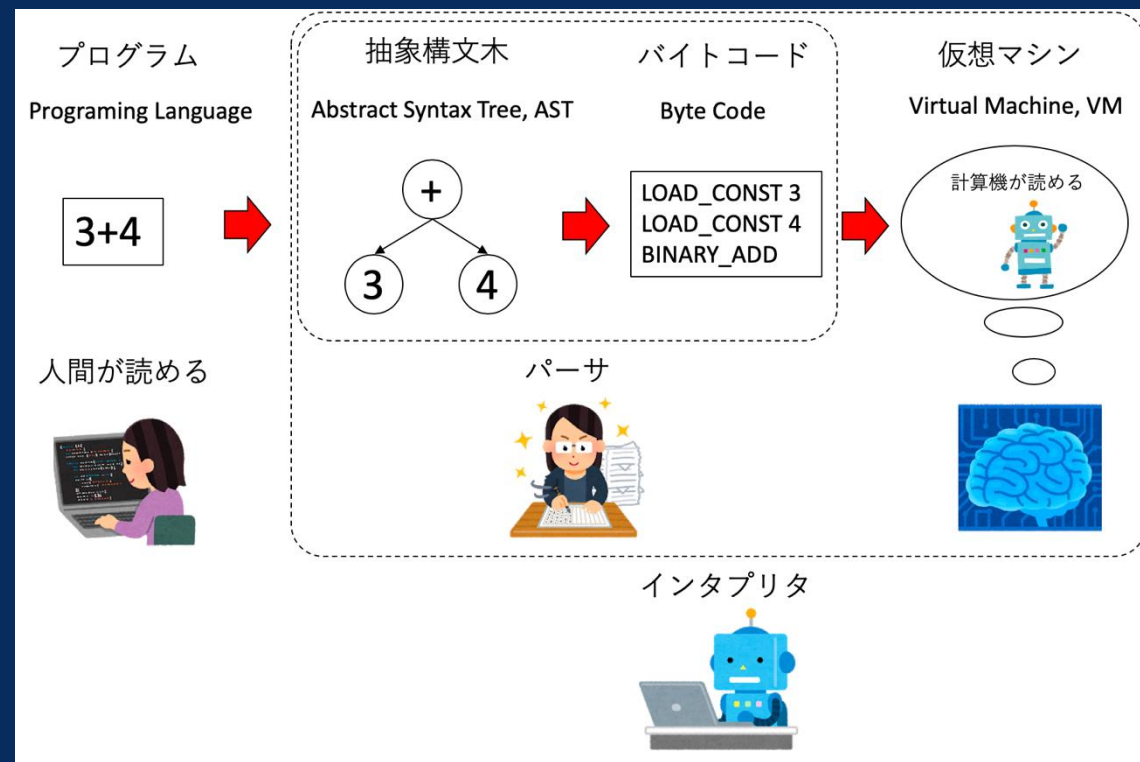 プログラム
Programing Language
3+4
人間が読める
抽象構文木
Abstract Syntax Tree, AST
+
3
4
バイトコード
Byte Code
LOAD_CONST 3
LOAD_CONST 4
BINARY_ADD
パーサ
仮想マシン
Virtual Machine, VM
計算機が読める
インタプリタ